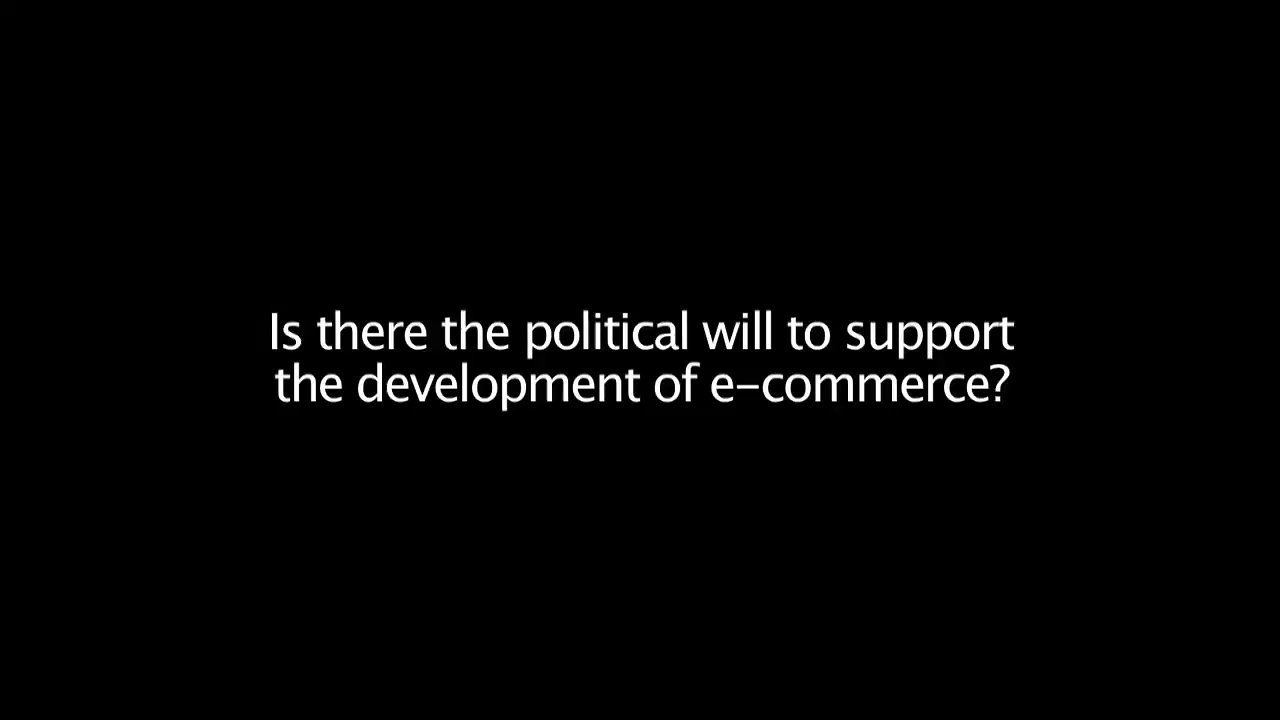 Is there the political will to support
the development of e-commerce?